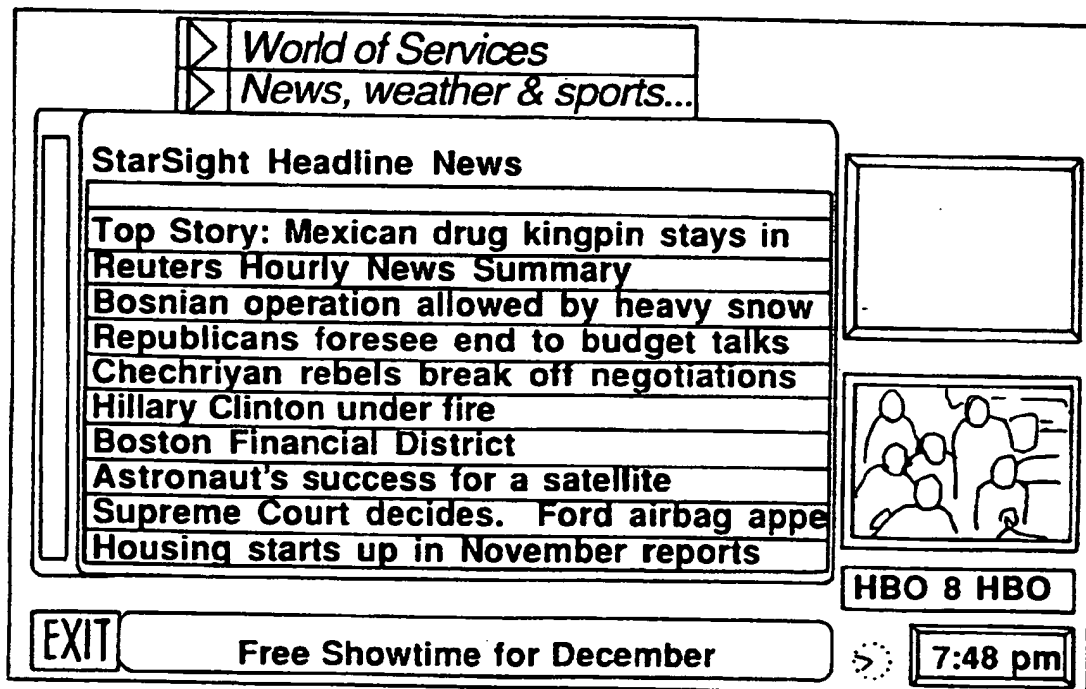 World of Services
News, weather & sports...
StarSight Headline News
Top Story: Mexican drug kingpin stays in
Reuters Hourly News Summary
Bosnian operation allowed by heavy snow
Republicans foresee end to budget talks
Chechriyan rebels break off negotiations
Hillary Clinton under fire
Boston Financial District
Astronaut's success for a satellite
Supreme Court decides. Ford airbag appe
Housing starts up in November reports
HBO 8 HBO
EXIT
Free Showtime for December
7:48 pm